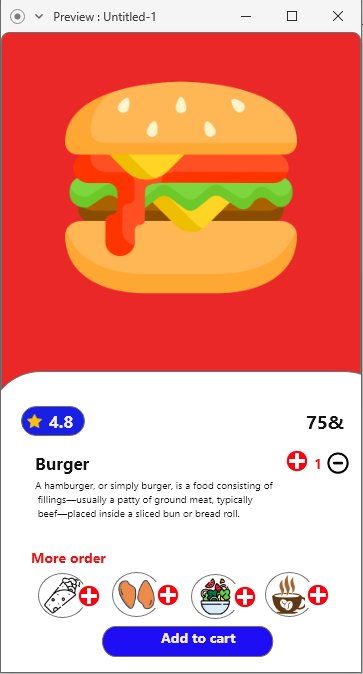 Preview : Untitled-1
4.8
75&
Burger
1
A hamburger, or simply burger, is a food consisting of
fillings—usually a patty of ground meat, typically
beef—placed inside a sliced bun or bread roll.
More order
Add to cart